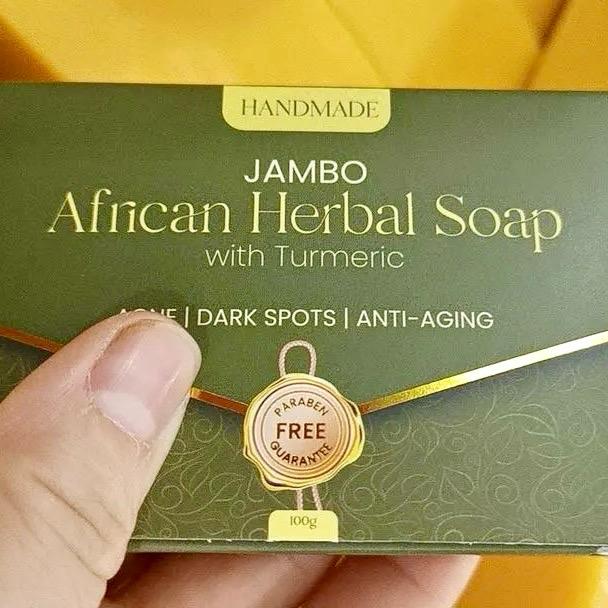 HANDMADE
JAMBO
African Herbal Soap
with Turmeric
| DARK SPOTS | ANTI-AGING
PARABEN
FREE
GUARANTEE
100g